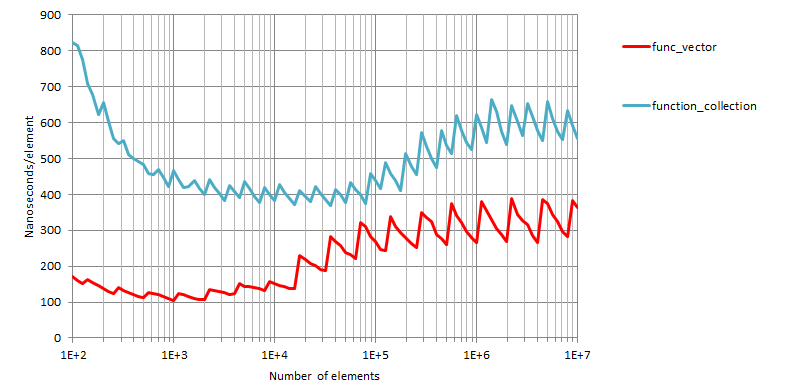 900
800
700
600
500
400
300
200
100
0
Nanoseconds/element
1E+2 1E+3 1E+4 1E+5 1E+6 1E+7
Number of elements
func_vector
function_collection